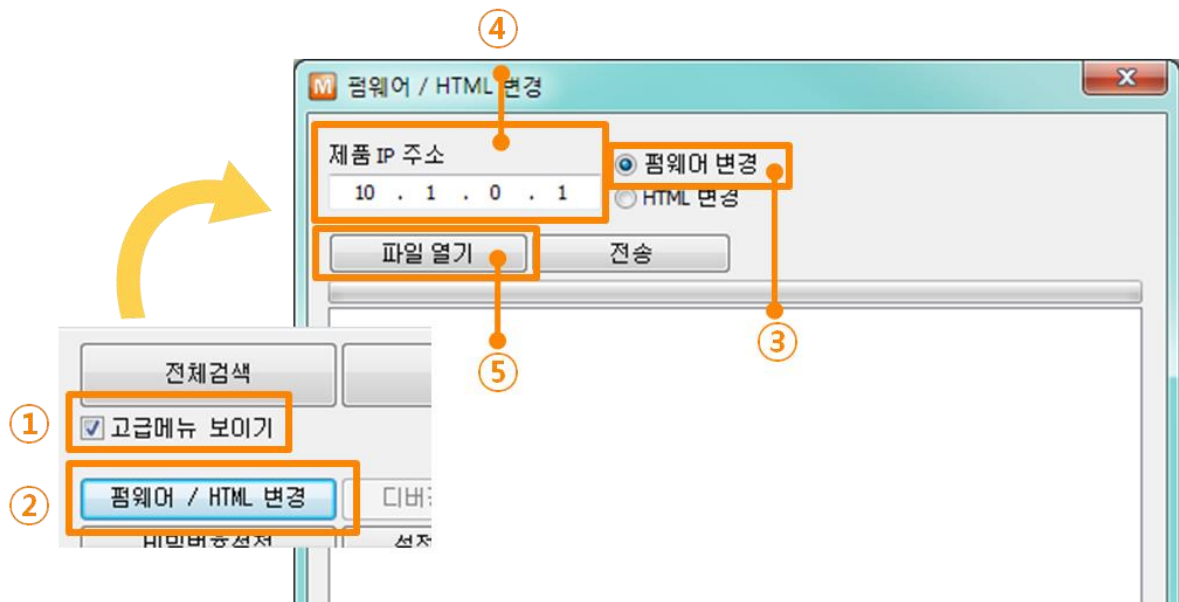 ④
M 펌웨어 / HTML 변경
x
제품 IP 주소
10 . 1 . 0 . 1
펌웨어 변경
HTML 변경
파일 열기
전송
③
⑤
전체검색
①
고급메뉴 보이기
②
펌웨어 / HTML 변경